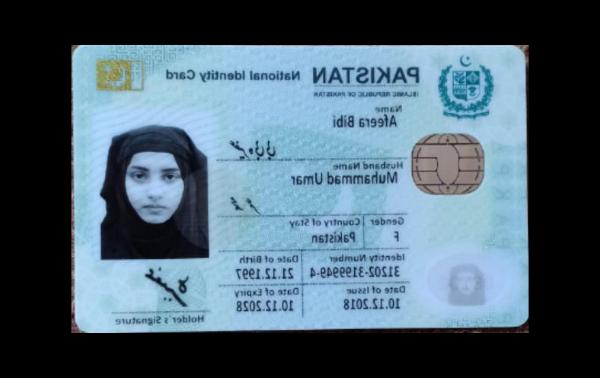 PAKISTAN National Identity Card
ISLAMIC REPUBLIC OF PAKISTAN
Name
Afeera Bibi
Husband Name
Muhammad Umar
Gender Country of Stay
F Pakistan
Identity Number Date of Birth
31202-3199949-4 21.12.1997
Date of Issue Date of Expiry
10.12.2018 10.12.2028
Holder's Signature